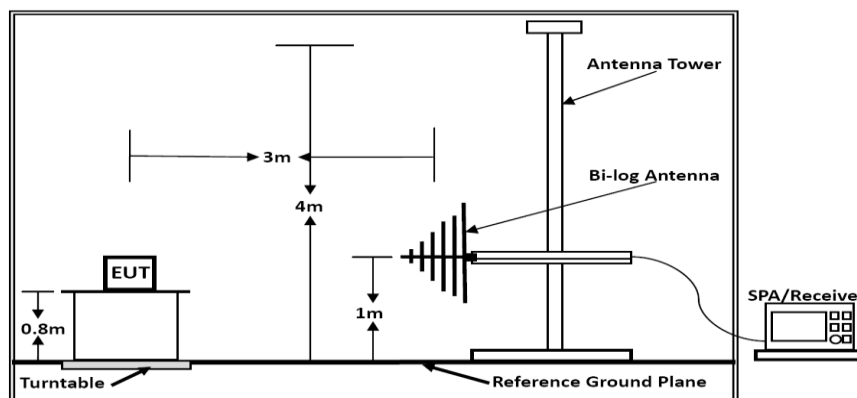 Antenna Tower
3m
Bi-log Antenna
4m
EUT
0.8m
1m
SPA/Receive
Turntable
Reference Ground Plane